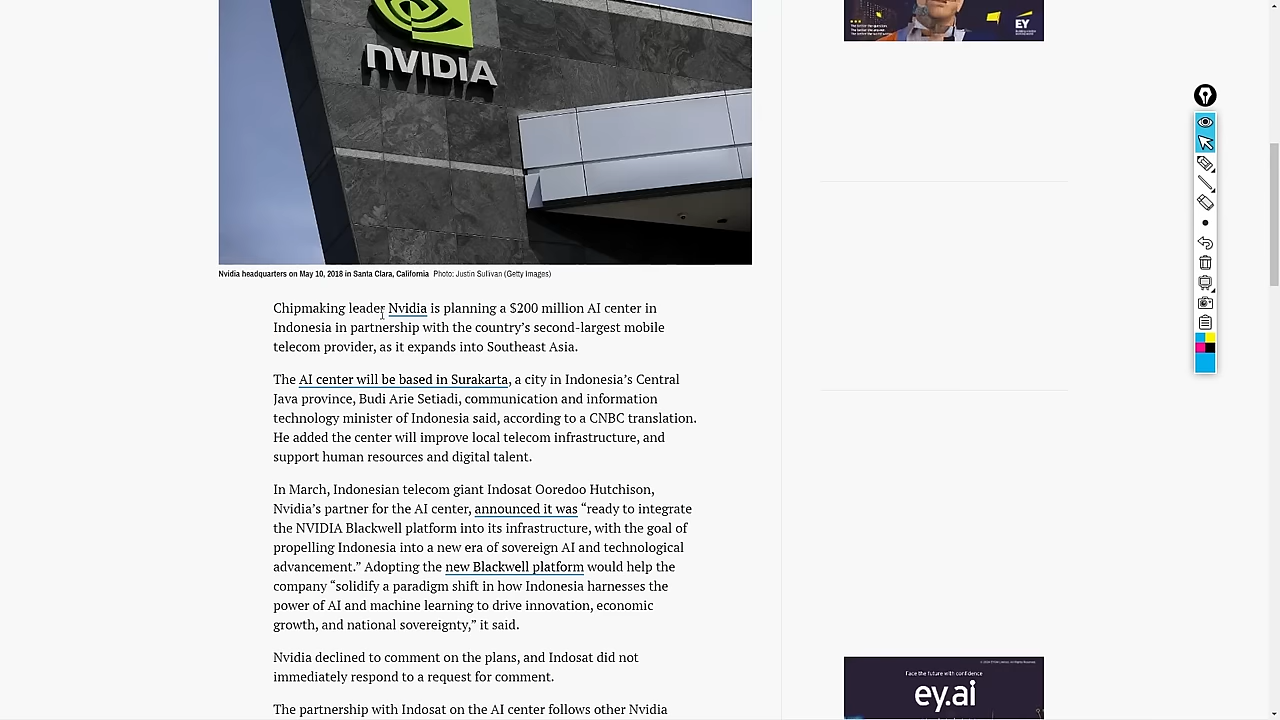 NVIDIA
EY
Nvidia headquarters on May 10, 2018 in Santa Clara, California Photo: Justin Sullivan (Getty Images)
Chipmaking leader Nvidia is planning a $200 million AI center in
Indonesia in partnership with the country’s second-largest mobile
telecom provider, as it expands into Southeast Asia.
The AI center will be based in Surakarta, a city in Indonesia’s Central
Java province, Budi Arie Setiadi, communication and information
technology minister of Indonesia said, according to a CNBC translation.
He added the center will improve local telecom infrastructure, and
support human resources and digital talent.
In March, Indonesian telecom giant Indosat Ooredoo Hutchison,
Nvidia’s partner for the AI center, announced it was “ready to integrate
the NVIDIA Blackwell platform into its infrastructure, with the goal of
propelling Indonesia into a new era of sovereign AI and technological
advancement.” Adopting the new Blackwell platform would help the
company “solidify a paradigm shift in how Indonesia harnesses the
power of AI and machine learning to drive innovation, economic
growth, and national sovereignty,” it said.
Nvidia declined to comment on the plans, and Indosat did not
immediately respond to a request for comment.
The partnership with Indosat on the AI center follows other Nvidia
Face the future with confidence
ey.ai